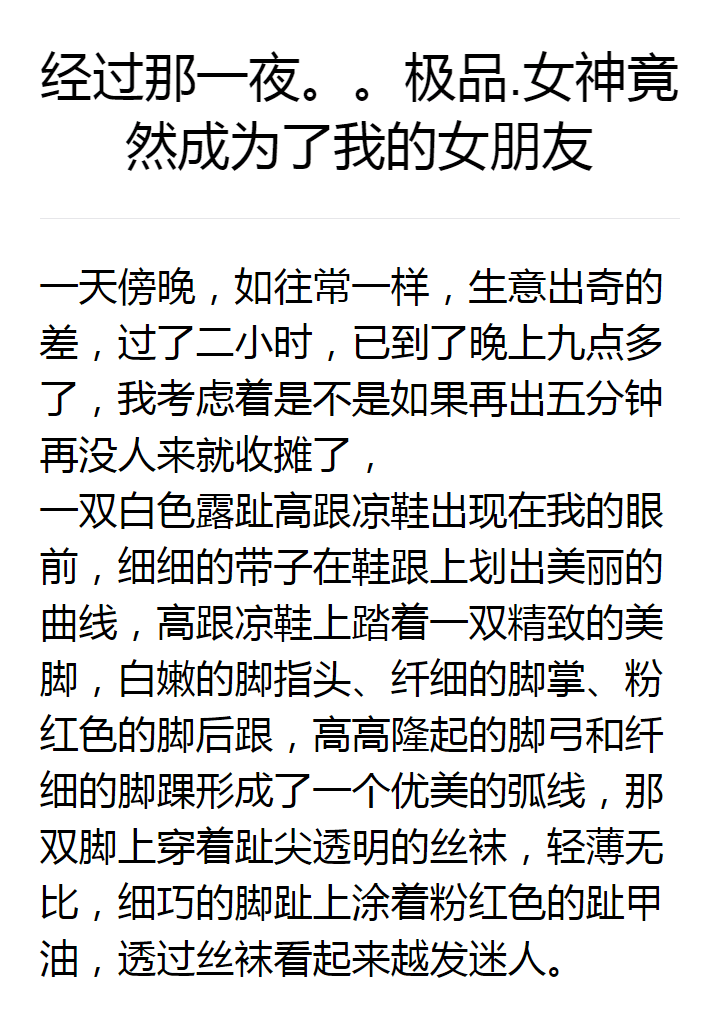 经过那一夜。。极品.女神竟
然成为了我的女朋友
一天傍晚，如往常一样，生意出奇的
差，过了二小时，已到了晚上九点多
了，我考虑着是不是如果再出五分钟
再没人来就收摊了，
一双白色露趾高跟凉鞋出现在我的眼
前，细细的带子在鞋跟上划出美丽的
曲线，高跟凉鞋上踏着一双精致的美
脚，白嫩的脚指头、纤细的脚掌、粉
红色的脚后跟，高高隆起的脚弓和纤
细的脚踝形成了一个优美的弧线，那
双脚上穿着趾尖透明的丝袜，轻薄无
比，细巧的脚趾上涂着粉红色的趾甲
油，透过丝袜看起来越发迷人。